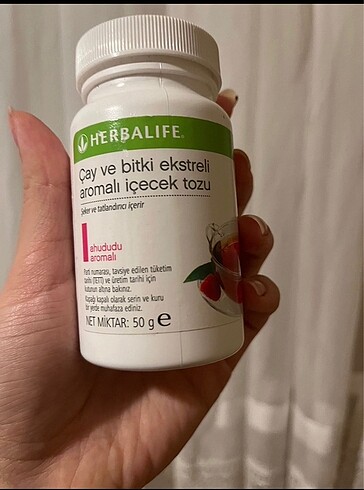 HERBALIFE
Çay ve bitki ekstreli
aromalı içecek tozu
Şeker ve tatlandırıcı içerir
ahududu
aromalı
Parti numarası, tavsiye edilen tüketim
tarihi (TETT) ve üretim tarihi için
kutunun altına bakınız.
Kapağı kapalı olarak serin ve kuru
bir yerde muhafaza ediniz.
NET MİKTAR: 50 g e